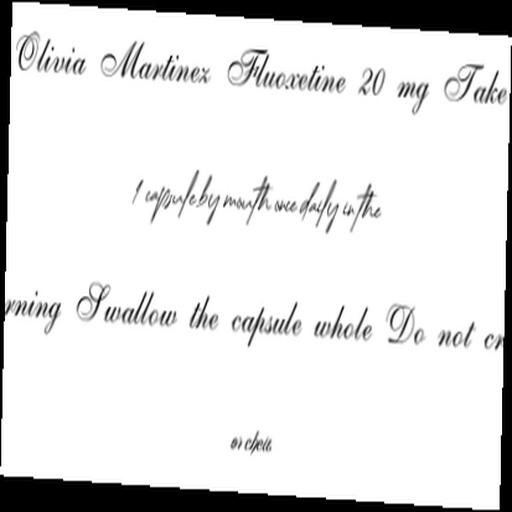 Olivia Martinez Fluoxetine 20 mg Take
1 capsule by mouth once daily in the
rning Swallow the capsule whole Do not cr
or chew